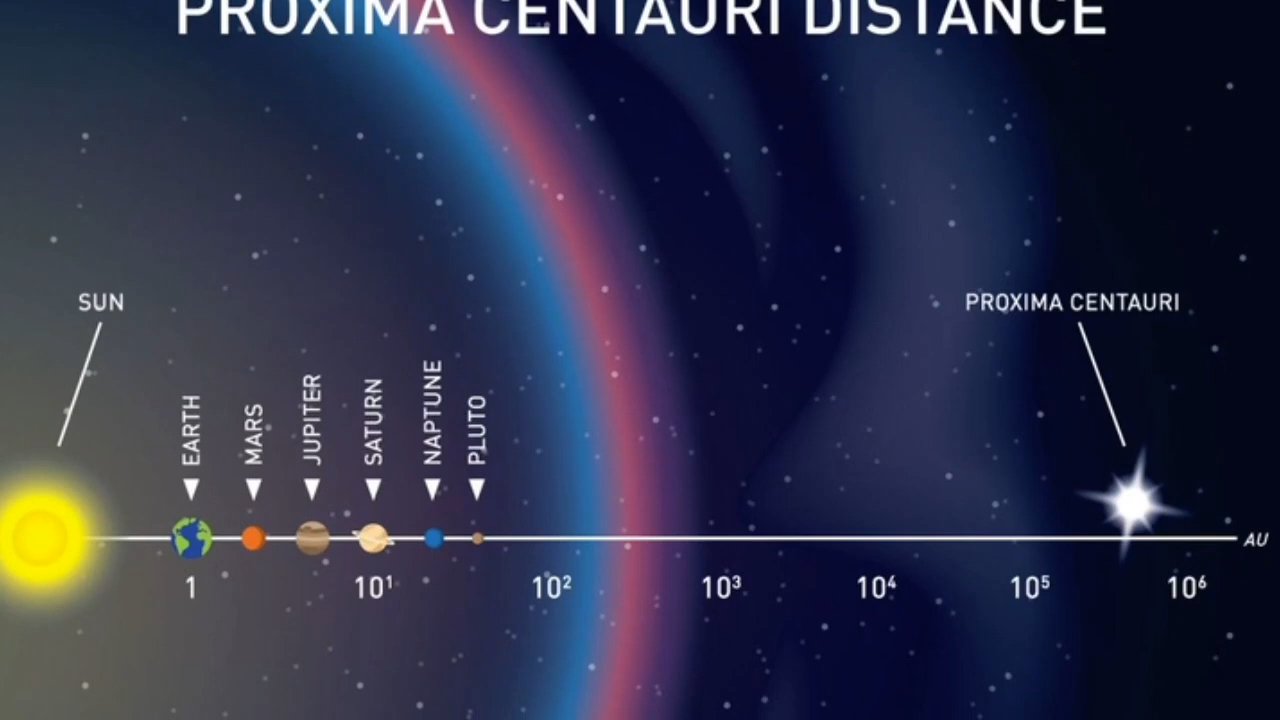 PROXIMA CENTAURI DISTANCE
SUN
PROXIMA CENTAURI
EARTH
MARS
JUPITER
SATURN
NAPTUNE
PLUTO
AU
1 10¹ 10² 10³ 10⁴ 10⁵ 10⁶